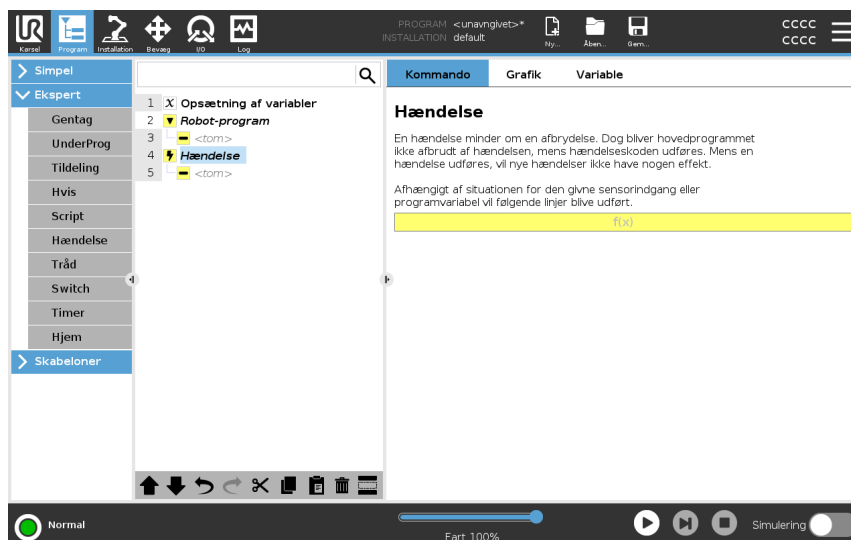 UR
PROGRAM <unavngivet>*
INSTALLATION default
CCCC
CCCC
Kørsel
Program
Installation
Bevæg
I/O
Log
Ny...
Åben...
Gem...
Simpel
Ekspert
Gentag
UnderProg
Tildeling
Hvis
Script
Hændelse
Tråd
Switch
Timer
Hjem
Skabeloner
1 X Opsætning af variabler
2 Robot-program
3 <tom>
4 Hændelse
5 <tom>
Kommando
Grafik
Variable
Hændelse
En hændelse minder om en afbrydelse. Dog bliver hovedprogrammet
ikke afbrudt af hændelsen, mens hændelseskoden udføres. Mens en
hændelse udføres, vil nye hændelser ikke have nogen effekt.
Afhængigt af situationen for den givne sensorindgang eller
programvariabel vil følgende linjer blive udført.
f(x)
Normal
Fart 100%
Simulering